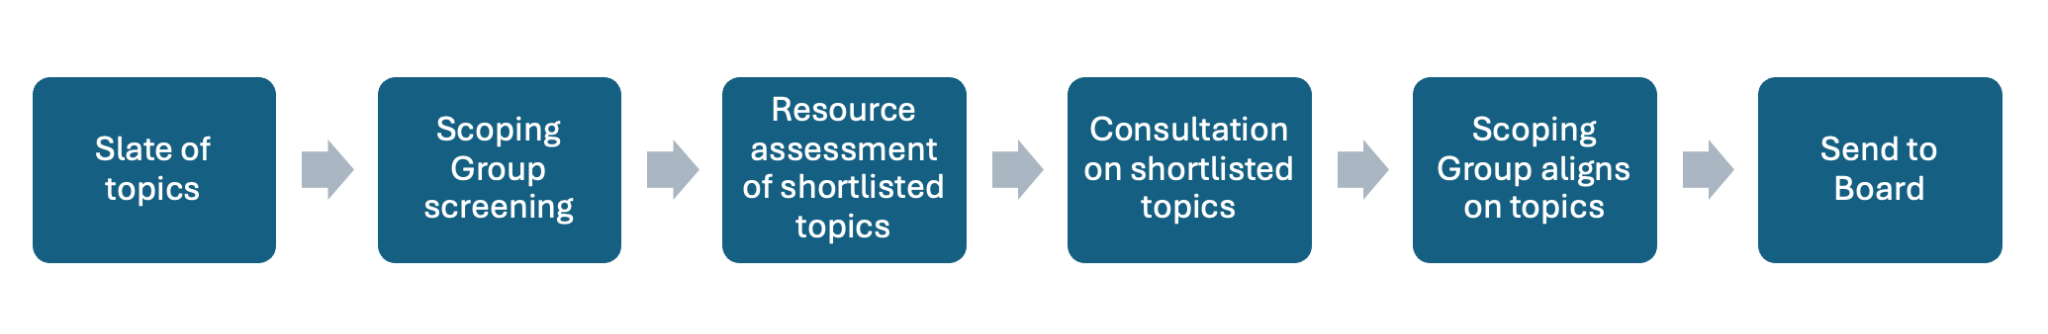 Slate of
topics
Scoping
Group
screening
Resource
assessment
of shortlisted
topics
Consultation
on shortlisted
topics
Scoping
Group aligns
on topics
Send to
Board